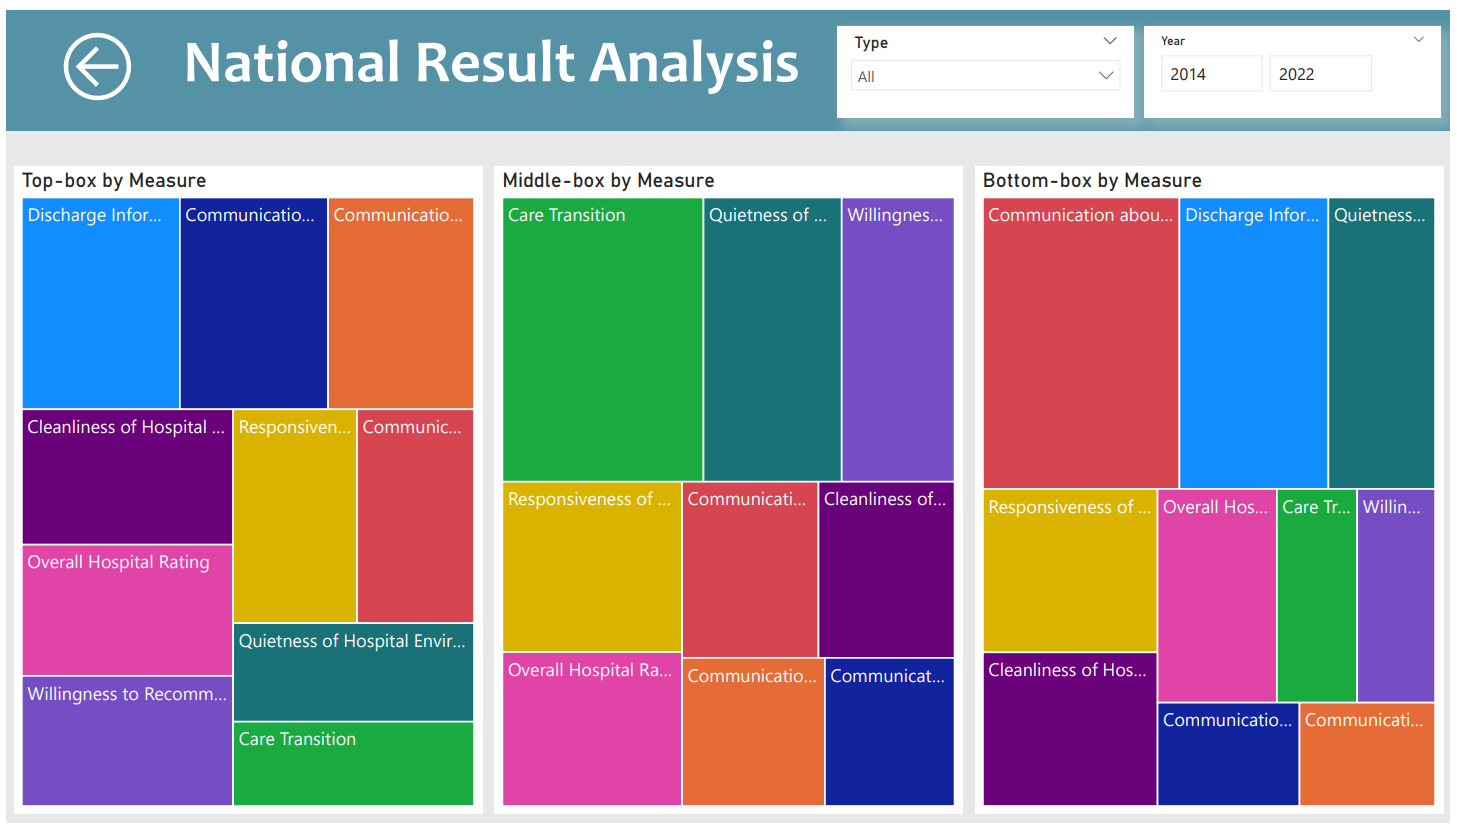 National Result Analysis
Type
All
Year
2014 2022
Top-box by Measure
Discharge Infor... Communicatio... Communicatio...
Cleanliness of Hospital ... Responsiven... Communic...
Overall Hospital Rating
Quietness of Hospital Envir...
Willingness to Recomm...
Care Transition
Middle-box by Measure
Care Transition Quietness of ... Willingnes...
Responsiveness of ... Communicati... Cleanliness of...
Overall Hospital Ra... Communicatio... Communicat...
Bottom-box by Measure
Communication abou... Discharge Infor... Quietness...
Responsiveness of ... Overall Hos... Care Tr... Willin...
Cleanliness of Hos...
Communicatio... Communicati...